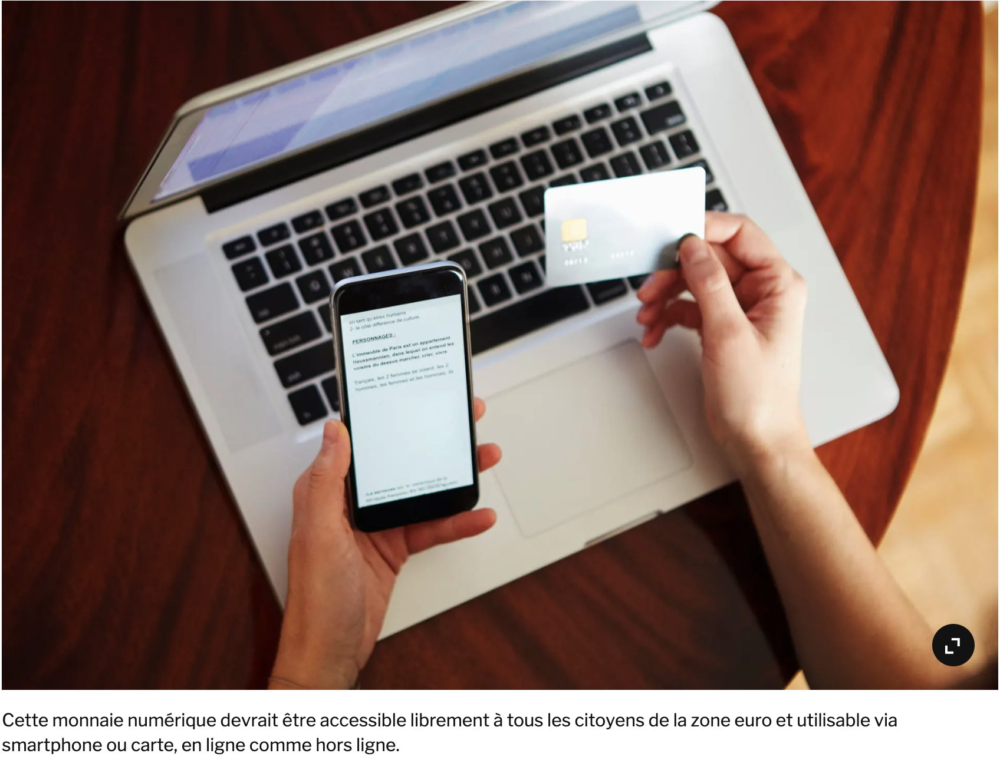 en tant qu'etres humains
2- le côté différence de culture.
PERSONNAGES :
L'immeuble de Paris est un appartement
Haussmannien, dans lequel on entend les
voisins du dessus marcher, crier, vivre
français, les 2 femmes se voient, les 2
hommes, les femmes et les hommes, ils
Cette monnaie numérique devrait être accessible librement à tous les citoyens de la zone euro et utilisable via
smartphone ou carte, en ligne comme hors ligne.